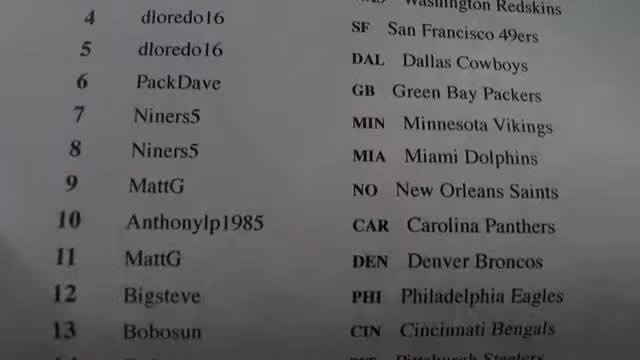 Washington Redskins
4 dloredo16 SF San Francisco 49ers
5 dloredo16 DAL Dallas Cowboys
6 PackDave GB Green Bay Packers
7 Niners5 MIN Minnesota Vikings
8 Niners5 MIA Miami Dolphins
9 MattG NO New Orleans Saints
10 Anthonylp1985 CAR Carolina Panthers
11 MattG DEN Denver Broncos
12 Bigsteve PHI Philadelphia Eagles
13 Bobosun CIN Cincinnati Bengals
Pittsburgh Steelers